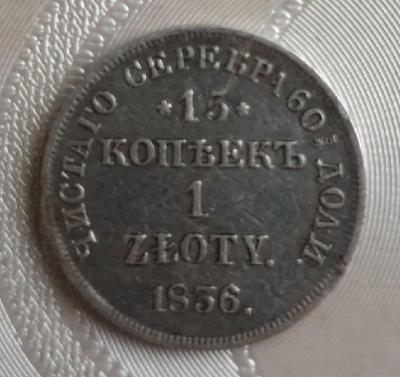 ЧИСТАГО СЕРЕБРА 60 ДОЛИ.
*15*
КОПѢЕКЪ
1
ZŁOTY.
1836.